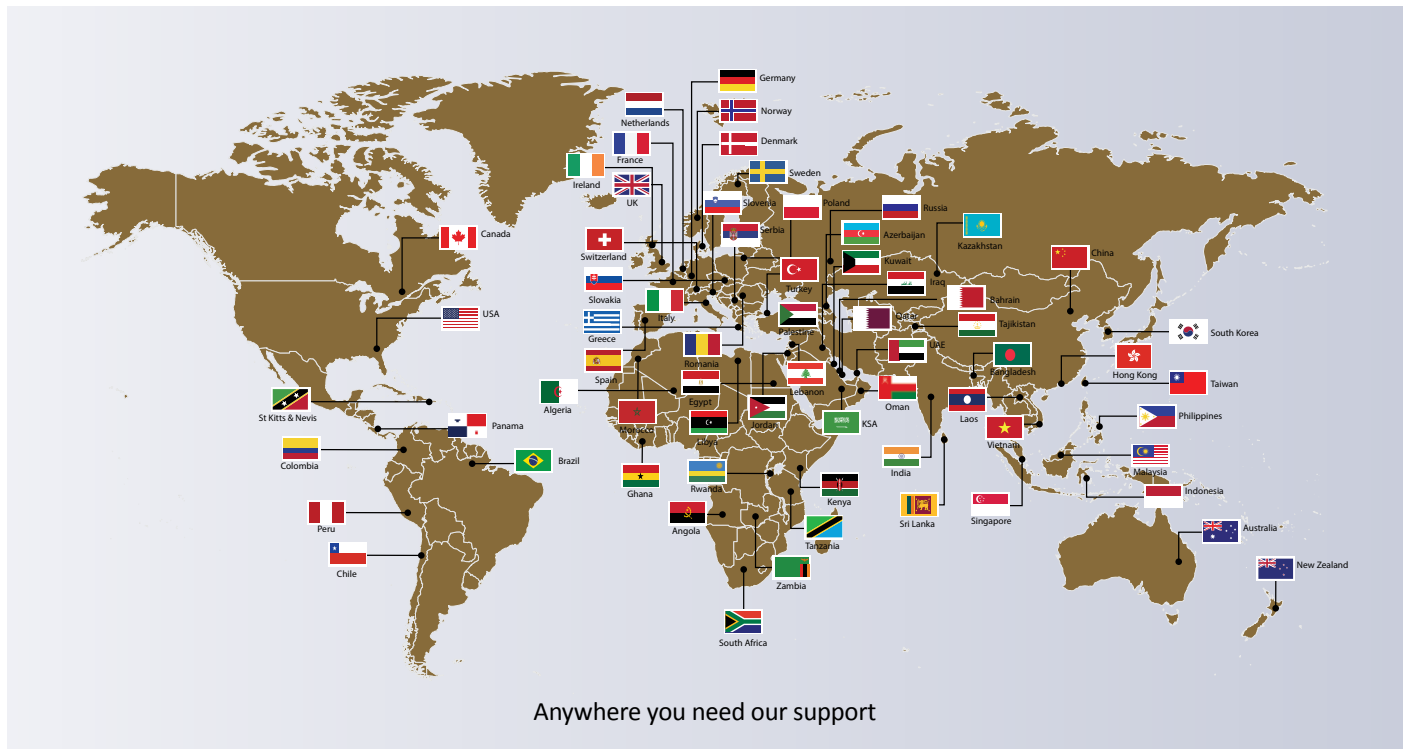 Germany
Netherlands
Norway
France
Denmark
Ireland
UK
Sweden
Slovenia
Poland
Russia
Canada
Switzerland
Serbia
Azerbaijan
Kazakhstan
China
Slovakia
Turkey
Kuwait
Iraq
Bahrain
USA
Italy
Greece
Palestine
Qatar
Tajikistan
South Korea
Spain
Romania
UAE
Bangladesh
Hong Kong
Taiwan
St Kitts & Nevis
Algeria
Egypt
Lebanon
Oman
Laos
Panama
Morocco
Libya
Jordan
KSA
Vietnam
Philippines
Colombia
Brazil
Ghana
Rwanda
Kenya
India
Malaysia
Peru
Angola
Tanzania
Sri Lanka
Singapore
Indonesia
Chile
Zambia
Australia
New Zealand
South Africa
Anywhere you need our support